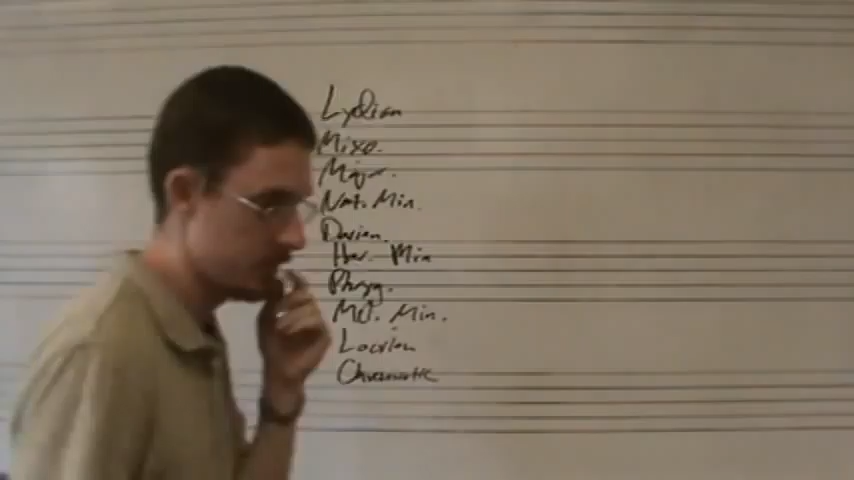 Lydian
Mixo.
Major.
Nat. Min.
Dorian.
Har. Min
Phryg.
Mel. Min.
Locrian
Chromatic